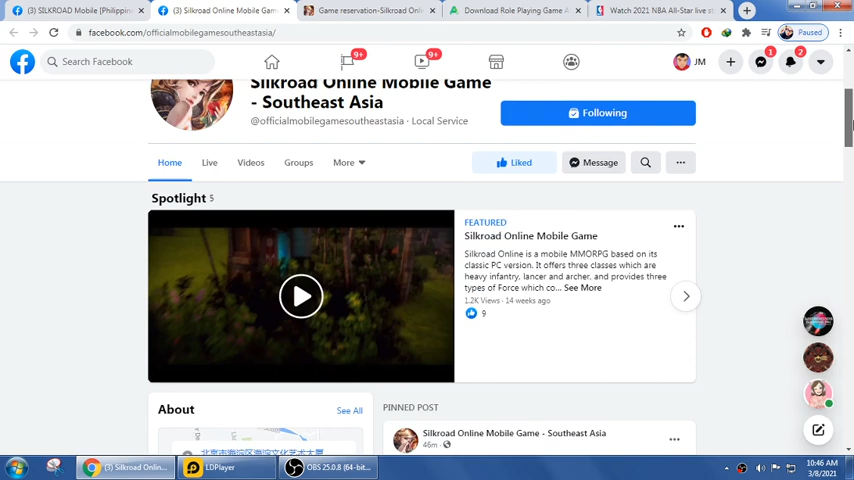 (3) SILKROAD Mobile [Philippin
(3) Silkroad Online Mobile Game
Game reservation-Silkroad Onl
Download Role Playing Game A
Watch 2021 NBA All-Star live st
facebook.com/officialmobilegamesoutheastasia/
Paused
Search Facebook
9+
9+
JM
1
2
Silkroad Online Mobile Game
- Southeast Asia
@officialmobilegamesoutheastasia · Local Service
Following
Home
Live
Videos
Groups
More
Liked
Message
Spotlight 5
FEATURED
Silkroad Online Mobile Game
Silkroad Online is a mobile MMORPG based on its
classic PC version. It offers three classes which are
heavy infantry, lancer and archer, and provides three
types of Force which co... See More
1.2K Views · 14 weeks ago
9
About
See All
PINNED POST
Silkroad Online Mobile Game - Southeast Asia
46m
(3) Silkroad Onlin...
LDPlayer
OBS 25.0.8 (64-bit...
10:46 AM
3/8/2021